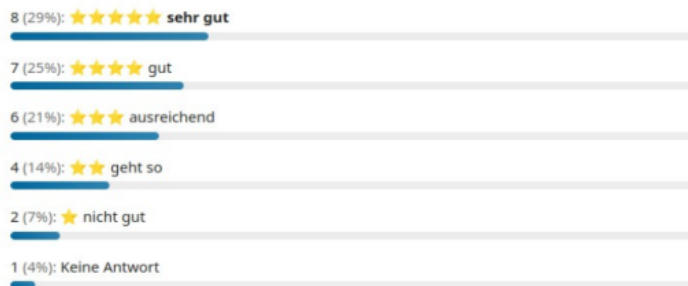 8 (29%): ⭐⭐⭐⭐⭐ sehr gut
7 (25%): ⭐⭐⭐⭐ gut
6 (21%): ⭐⭐⭐ ausreichend
4 (14%): ⭐⭐ geht so
2 (7%): ⭐ nicht gut
1 (4%): Keine Antwort